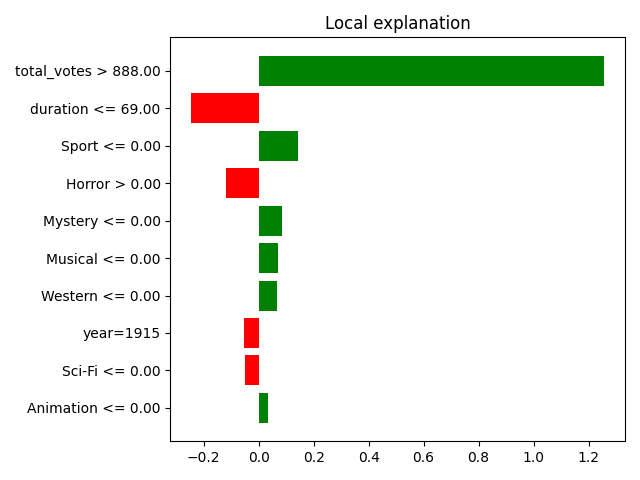 Local explanation
total_votes > 888.00
duration <= 69.00
Sport <= 0.00
Horror > 0.00
Mystery <= 0.00
Musical <= 0.00
Western <= 0.00
year=1915
Sci-Fi <= 0.00
Animation <= 0.00
−0.2 0.0 0.2 0.4 0.6 0.8 1.0 1.2